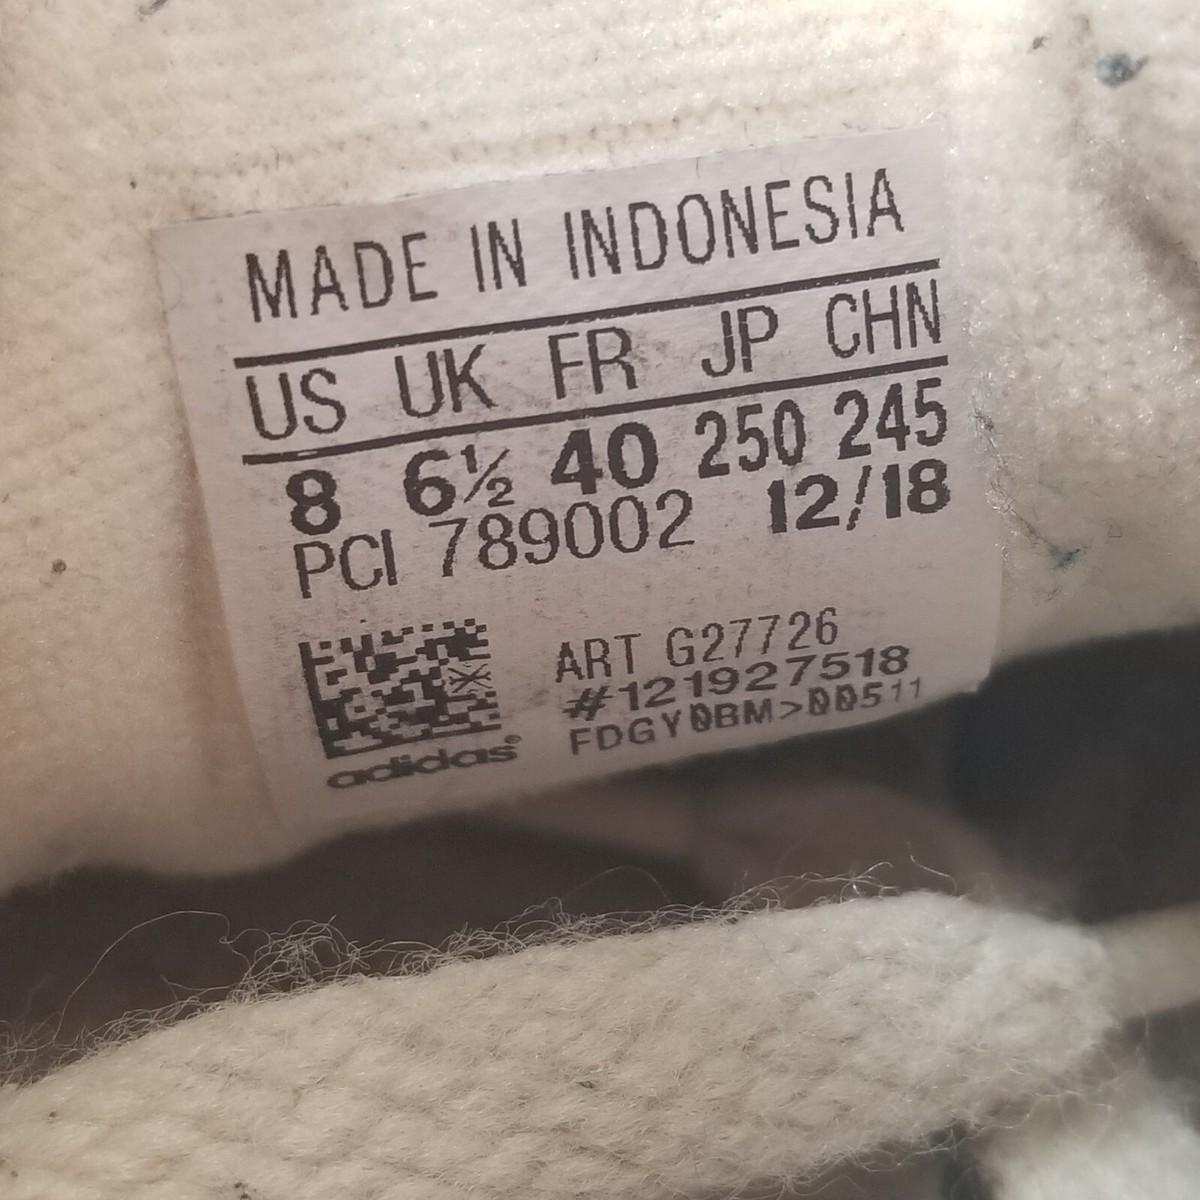 MADE IN INDONESIA
US UK FR JP CHN
8 6½ 40 250 245
PCI 789002 12/18
ART G27726
#121927518
FDGY0BM>00511
adidas®